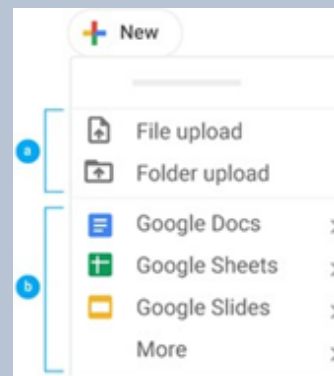 New
a
File upload
Folder upload
b
Google Docs
Google Sheets
Google Slides
More